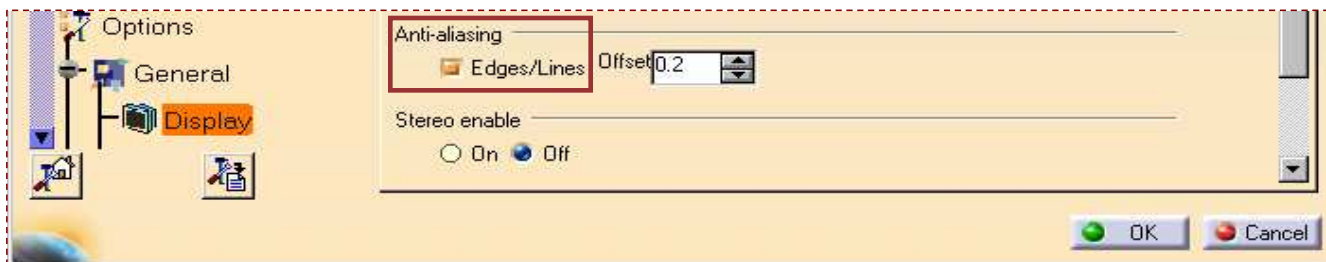 Options
General
Display
Anti-aliasing
Edges/Lines Offset 0.2
Stereo enable
On Off
OK Cancel